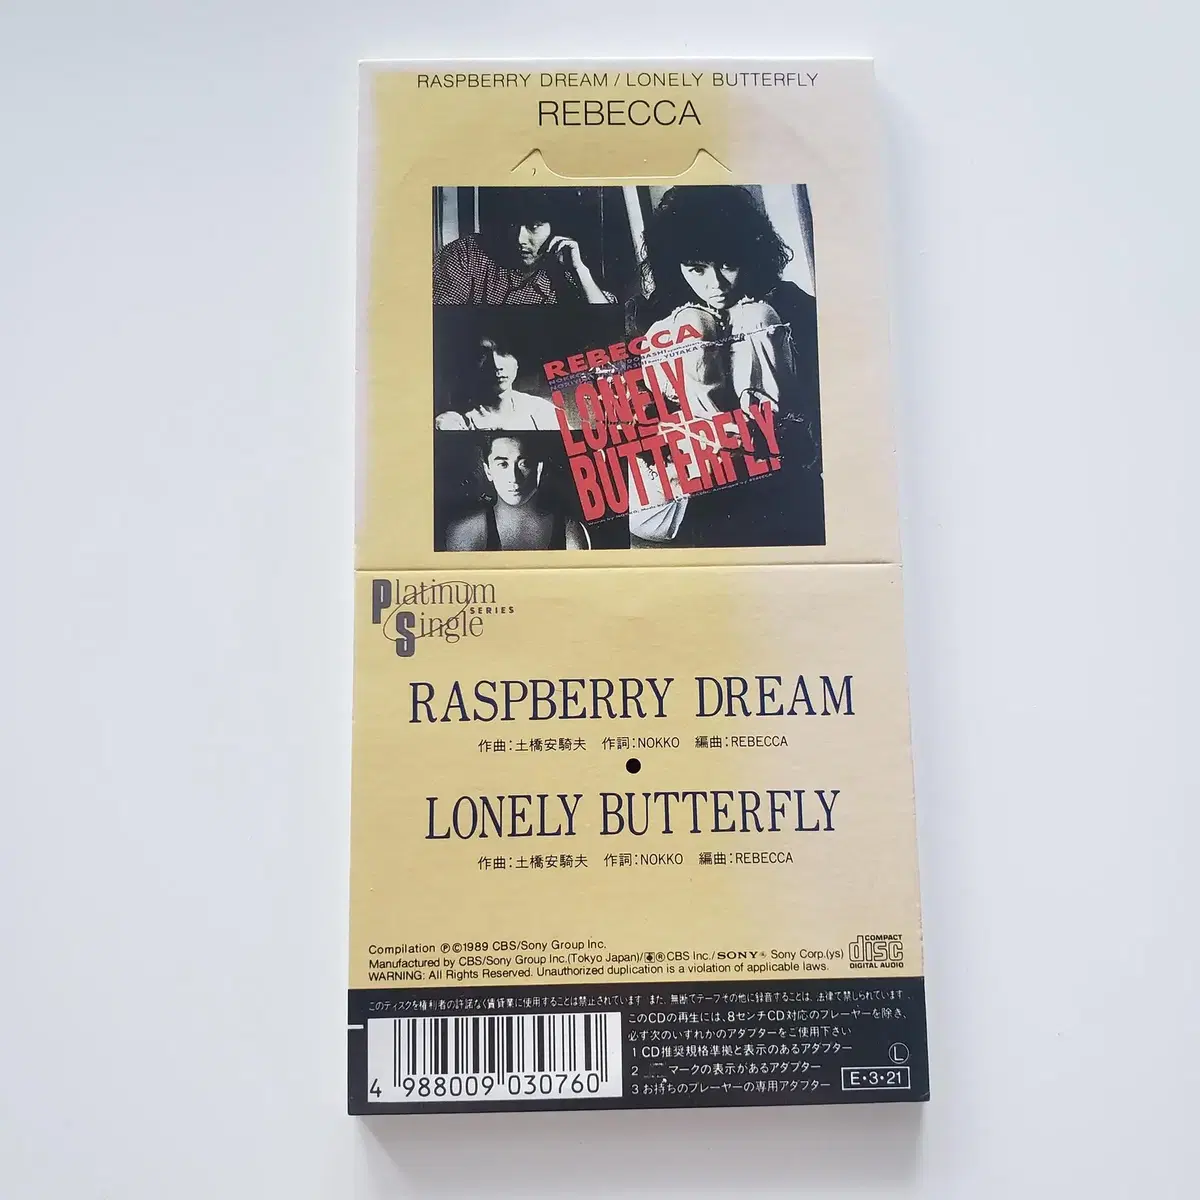 RASPBERRY DREAM / LONELY BUTTERFLY
REBECCA
REBECCA
LONELY
BUTTERFLY
Platinum
SERIES
Single
RASPBERRY DREAM
作曲:土橋安騎夫 作詞:NOKKO 編曲:REBECCA
●
LONELY BUTTERFLY
作曲:土橋安騎夫 作詞:NOKKO 編曲:REBECCA
Compilation ℗©1989 CBS/Sony Group Inc.
Manufactured by CBS/Sony Group Inc.(Tokyo Japan)/® CBS Inc./SONY® Sony Corp.(ys)
WARNING: All Rights Reserved. Unauthorized duplication is a violation of applicable laws.
COMPACT
disc
DIGITAL AUDIO
このディスクを権利者の許諾なく賃貸業に使用することは禁止されています。また、無断でテープその他に録音することは、法律で禁じられています。
このCDの再生には、8センチCD対応のプレーヤーを除き、
必ず次のいずれかのアダプターをご使用下さい
1 CD推奨規格準拠と表示のあるアダプター
2 マークの表示があるアダプター
3 お持ちのプレーヤーの専用アダプター
L
E・3・21
4 988009 030760